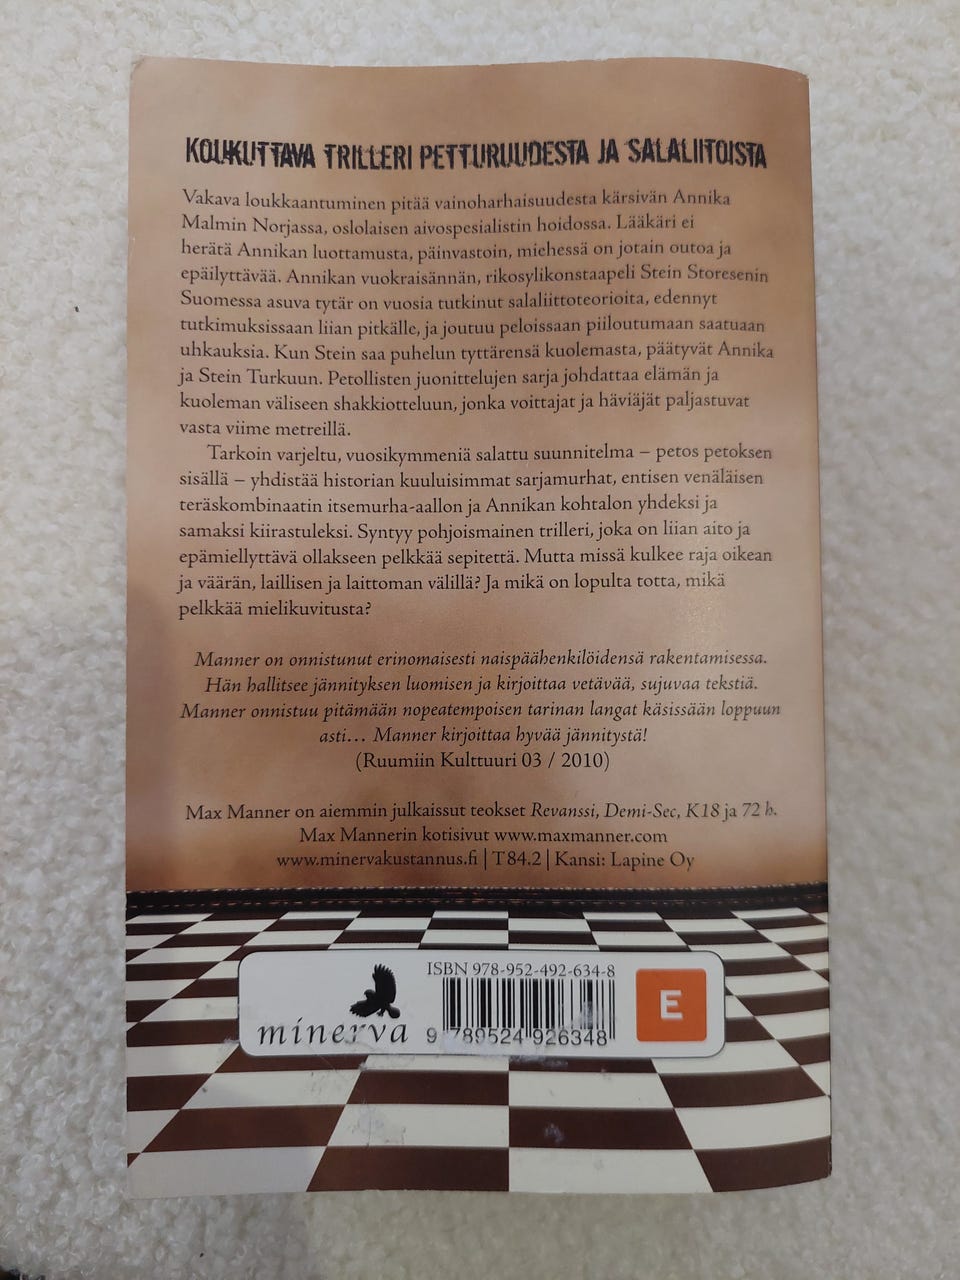 KOUKUTTAVA TRILLERI PETTURUUDESTA JA SALALIITOISTA
Vakava loukkaantuminen pitää vainoharhaisuudesta kärsivän Annika
Malmin Norjassa, oslolaisen aivospesialistin hoidossa. Lääkäri ei
herätä Annikan luottamusta, päinvastoin, miehessä on jotain outoa ja
epäilyttävää. Annikan vuokraisännän, rikosylikonstaapeli Stein Storesenin
Suomessa asuva tytär on vuosia tutkinut salaliittoteorioita, edennyt
tutkimuksissaan liian pitkälle, ja joutuu peloissaan piiloutumaan saatuaan
uhkauksia. Kun Stein saa puhelun tyttärensä kuolemasta, päätyvät Annika
ja Stein Turkuun. Petollisten juonittelujen sarja johdattaa elämän ja
kuoleman väliseen shakkiotteluun, jonka voittajat ja häviäjät paljastuvat
vasta viime metreillä.
Tarkoin varjeltu, vuosikymmeniä salattu suunnitelma – petos petoksen
sisällä – yhdistää historian kuuluisimmat sarjamurhat, entisen venäläisen
teräskombinaatin itsemurha-aallon ja Annikan kohtalon yhdeksi ja
samaksi kiirastuleksi. Syntyy pohjoismainen trilleri, joka on liian aito ja
epämiellyttävä ollakseen pelkkää sepitettä. Mutta missä kulkee raja oikean
ja väärän, laillisen ja laittoman välillä? Ja mikä on lopulta totta, mikä
pelkkää mielikuvitusta?
Manner on onnistunut erinomaisesti naispäähenkilöidensä rakentamisessa.
Hän hallitsee jännityksen luomisen ja kirjoittaa vetävää, sujuvaa tekstiä.
Manner onnistuu pitämään nopeatempoisen tarinan langat käsissään loppuun
asti... Manner kirjoittaa hyvää jännitystä!
(Ruumiin Kulttuuri 03 / 2010)
Max Manner on aiemmin julkaissut teokset Revanssi, Demi-Sec, K18 ja 72 h.
Max Mannerin kotisivut www.maxmanner.com
www.minervakustannus.fi | T 84.2 | Kansi: Lapine Oy
ISBN 978-952-492-634-8
E
minerva
9 789524 926348